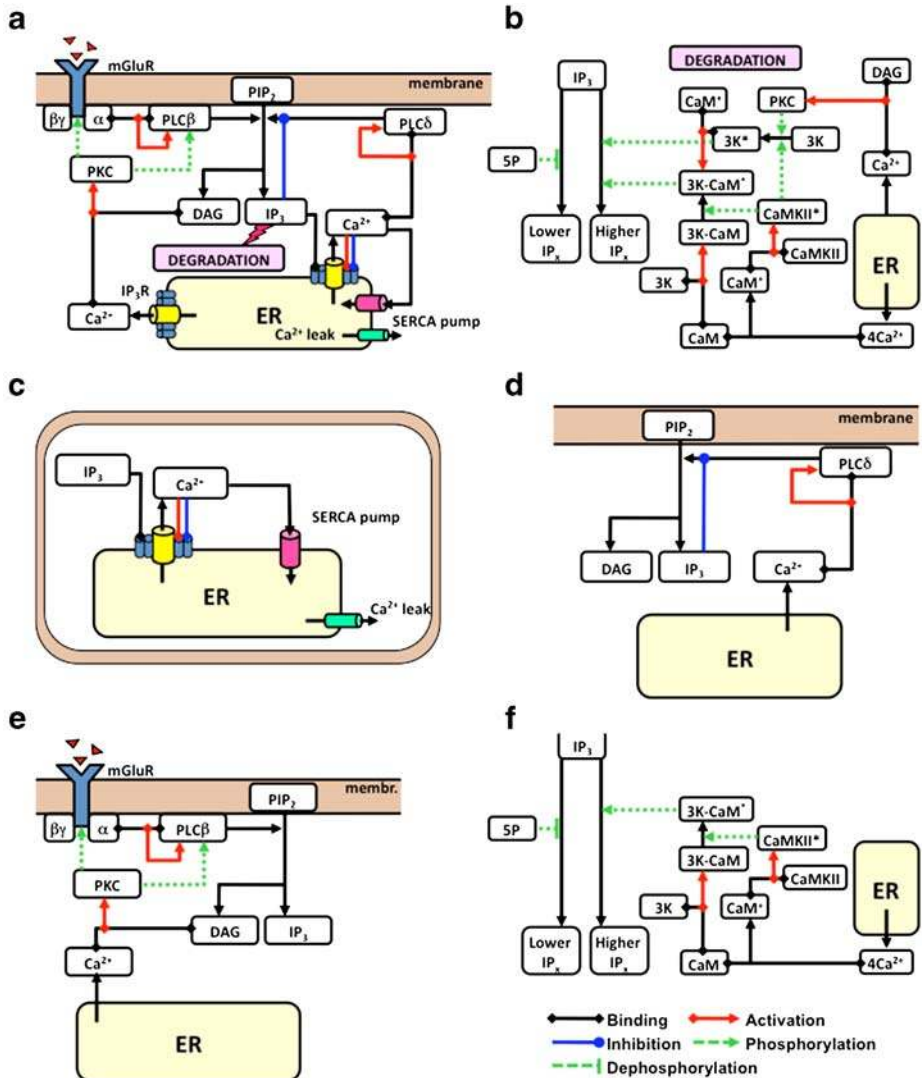 a
mGluR
membrane
PIP2
βγ
α
PLCβ
PLCδ
PKC
DAG
IP3
Ca²⁺
DEGRADATION
IP3R
Ca²⁺
ER
Ca²⁺ leak
SERCA pump
b
IP3
DEGRADATION
DAG
CaM⁺
PKC
3K*
3K
5P
Ca²⁺
3K-CaM*
CaMKII*
Lower IPx
Higher IPx
3K-CaM
CaMKII
ER
3K
CaM⁺
CaM
4Ca²⁺
c
IP3
Ca²⁺
SERCA pump
ER
Ca²⁺ leak
d
membrane
PIP2
PLCδ
DAG
IP3
Ca²⁺
ER
e
mGluR
membr.
PIP2
βγ
α
PLCβ
PKC
DAG
IP3
Ca²⁺
ER
f
IP3
3K-CaM*
5P
CaMKII*
3K-CaM
CaMKII
ER
3K
CaM⁺
Lower IPx
Higher IPx
CaM
4Ca²⁺
Binding
Activation
Inhibition
Phosphorylation
Dephosphorylation